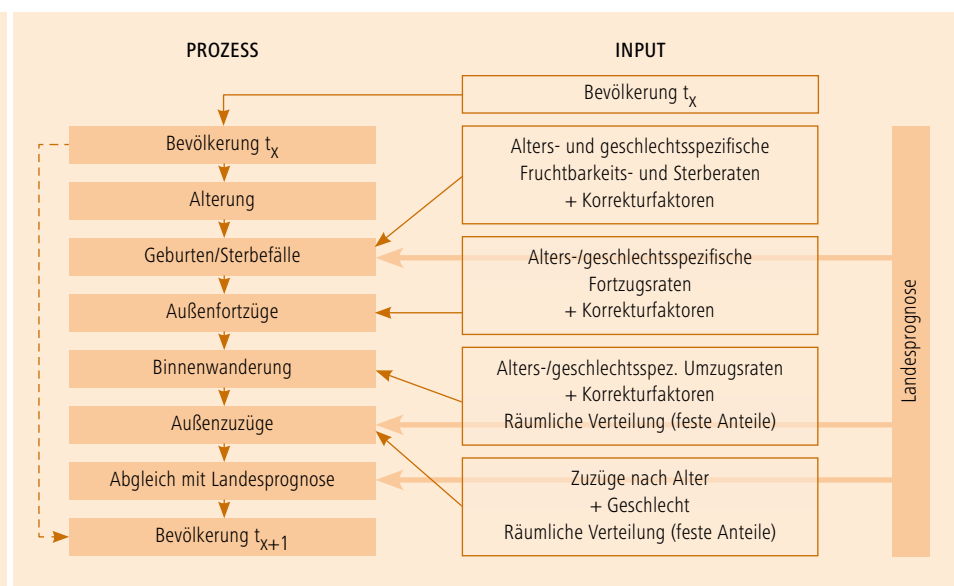 PROZESS
INPUT
Bevölkerung tx
Bevölkerung tx
Alterung
Geburten/Sterbefälle
Außenfortzüge
Binnenwanderung
Außenzuzüge
Abgleich mit Landesprognose
Bevölkerung tx+1
Alters- und geschlechtsspezifische
Fruchtbarkeits- und Sterberaten
+ Korrekturfaktoren
Alters-/geschlechtsspezifische
Fortzugsraten
+ Korrekturfaktoren
Alters-/geschlechtsspez. Umzugsraten
+ Korrekturfaktoren
Räumliche Verteilung (feste Anteile)
Zuzüge nach Alter
+ Geschlecht
Räumliche Verteilung (feste Anteile)
Landesprognose